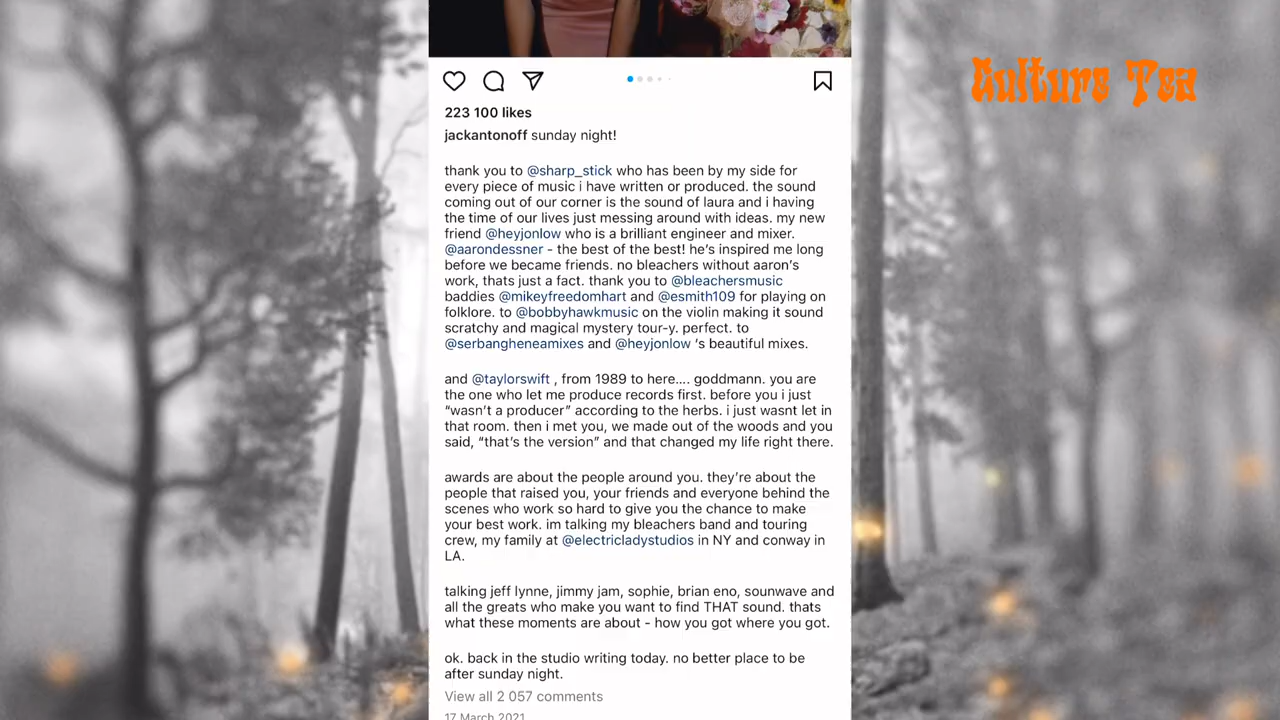 Culture Tea
223 100 likes
jackantonoff sunday night!
thank you to @sharp_stick who has been by my side for
every piece of music i have written or produced. the sound
coming out of our corner is the sound of laura and i having
the time of our lives just messing around with ideas. my new
friend @heyjonlow who is a brilliant engineer and mixer.
@aarondessner - the best of the best! he's inspired me long
before we became friends. no bleachers without aaron's
work, thats just a fact. thank you to @bleachersmusic
baddies @mikeyfreedomhart and @esmith109 for playing on
folklore. to @bobbyhawkmusic on the violin making it sound
scratchy and magical mystery tour-y. perfect. to
@serbangheneamixes and @heyjonlow 's beautiful mixes.
and @taylorswift , from 1989 to here.... goddmann. you are
the one who let me produce records first. before you i just
“wasn't a producer” according to the herbs. i just wasnt let in
that room. then i met you, we made out of the woods and you
said, “that's the version” and that changed my life right there.
awards are about the people around you. they're about the
people that raised you, your friends and everyone behind the
scenes who work so hard to give you the chance to make
your best work. im talking my bleachers band and touring
crew, my family at @electricladystudios in NY and conway in
LA.
talking jeff lynne, jimmy jam, sophie, brian eno, sounwave and
all the greats who make you want to find THAT sound. thats
what these moments are about - how you got where you got.
ok. back in the studio writing today. no better place to be
after sunday night.
View all 2 057 comments
17 March 2021